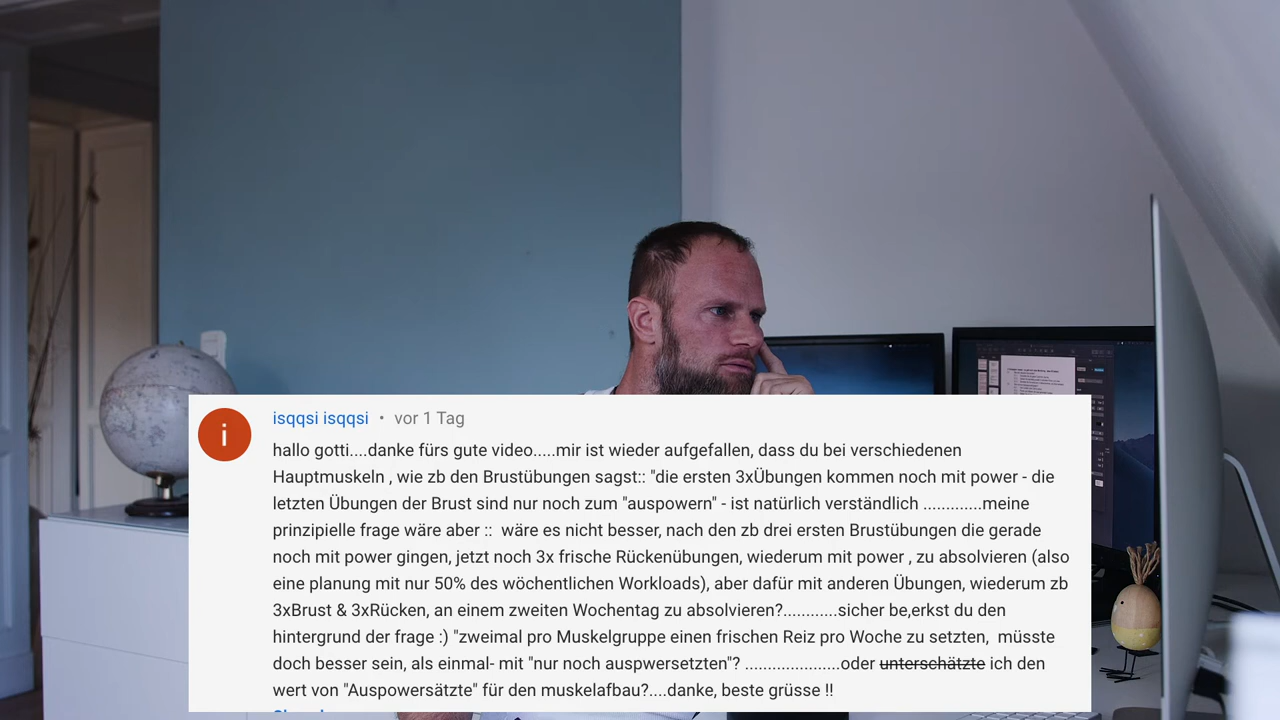 i
isqqsi isqqsi • vor 1 Tag
hallo gotti....danke fürs gute video.....mir ist wieder aufgefallen, dass du bei verschiedenen
Hauptmuskeln , wie zb den Brustübungen sagst:: "die ersten 3xÜbungen kommen noch mit power - die
letzten Übungen der Brust sind nur noch zum "auspowern" - ist natürlich verständlich .............meine
prinzipielle frage wäre aber ::  wäre es nicht besser, nach den zb drei ersten Brustübungen die gerade
noch mit power gingen, jetzt noch 3x frische Rückenübungen, wiederum mit power , zu absolvieren (also
eine planung mit nur 50% des wöchentlichen Workloads), aber dafür mit anderen Übungen, wiederum zb
3xBrust & 3xRücken, an einem zweiten Wochentag zu absolvieren?............sicher be,erkst du den
hintergrund der frage :) "zweimal pro Muskelgruppe einen frischen Reiz pro Woche zu setzten,  müsste
doch besser sein, als einmal- mit "nur noch auspwersetzten"? .....................oder unterschätzte ich den
wert von "Auspowersätzte" für den muskelafbau?....danke, beste grüsse !!